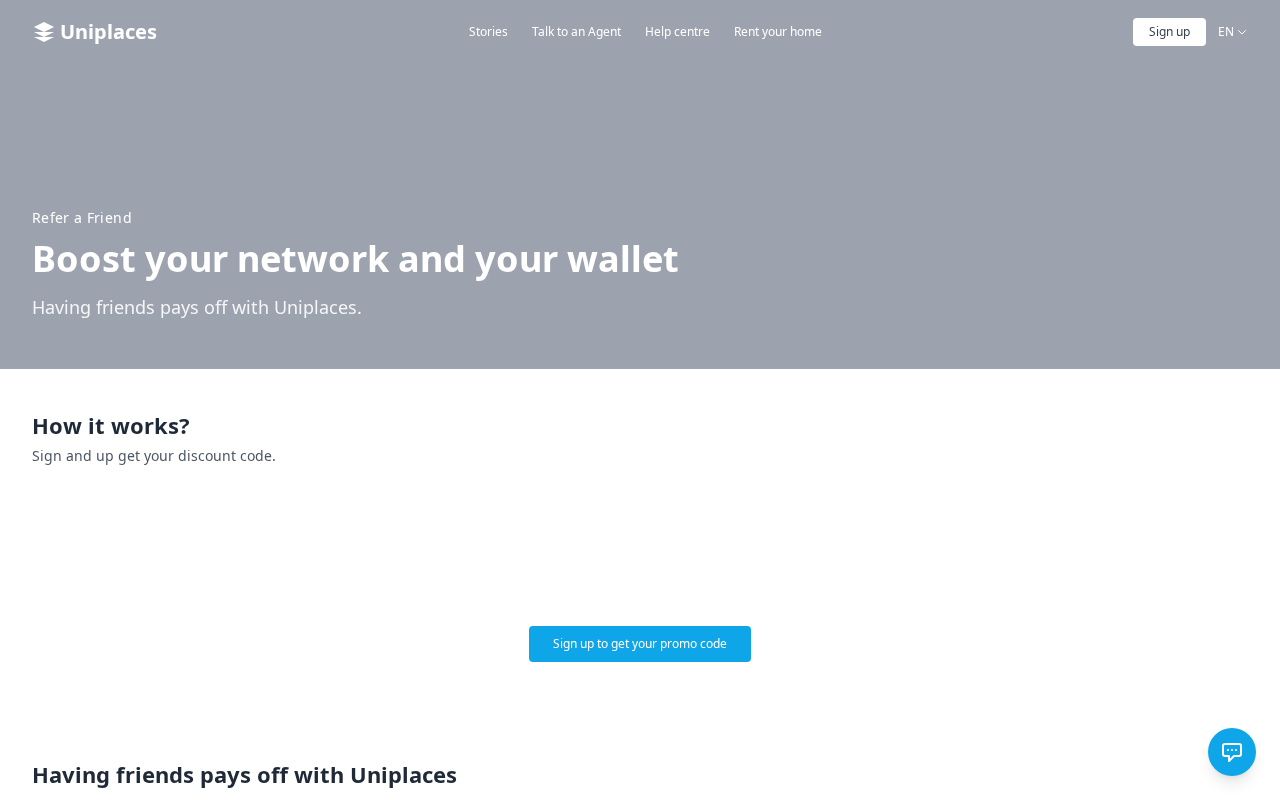 Uniplaces
Stories
Talk to an Agent
Help centre
Rent your home
Sign up
EN
Refer a Friend
Boost your network and your wallet
Having friends pays off with Uniplaces.
How it works?
Sign and up get your discount code.
Sign up to get your promo code
Having friends pays off with Uniplaces